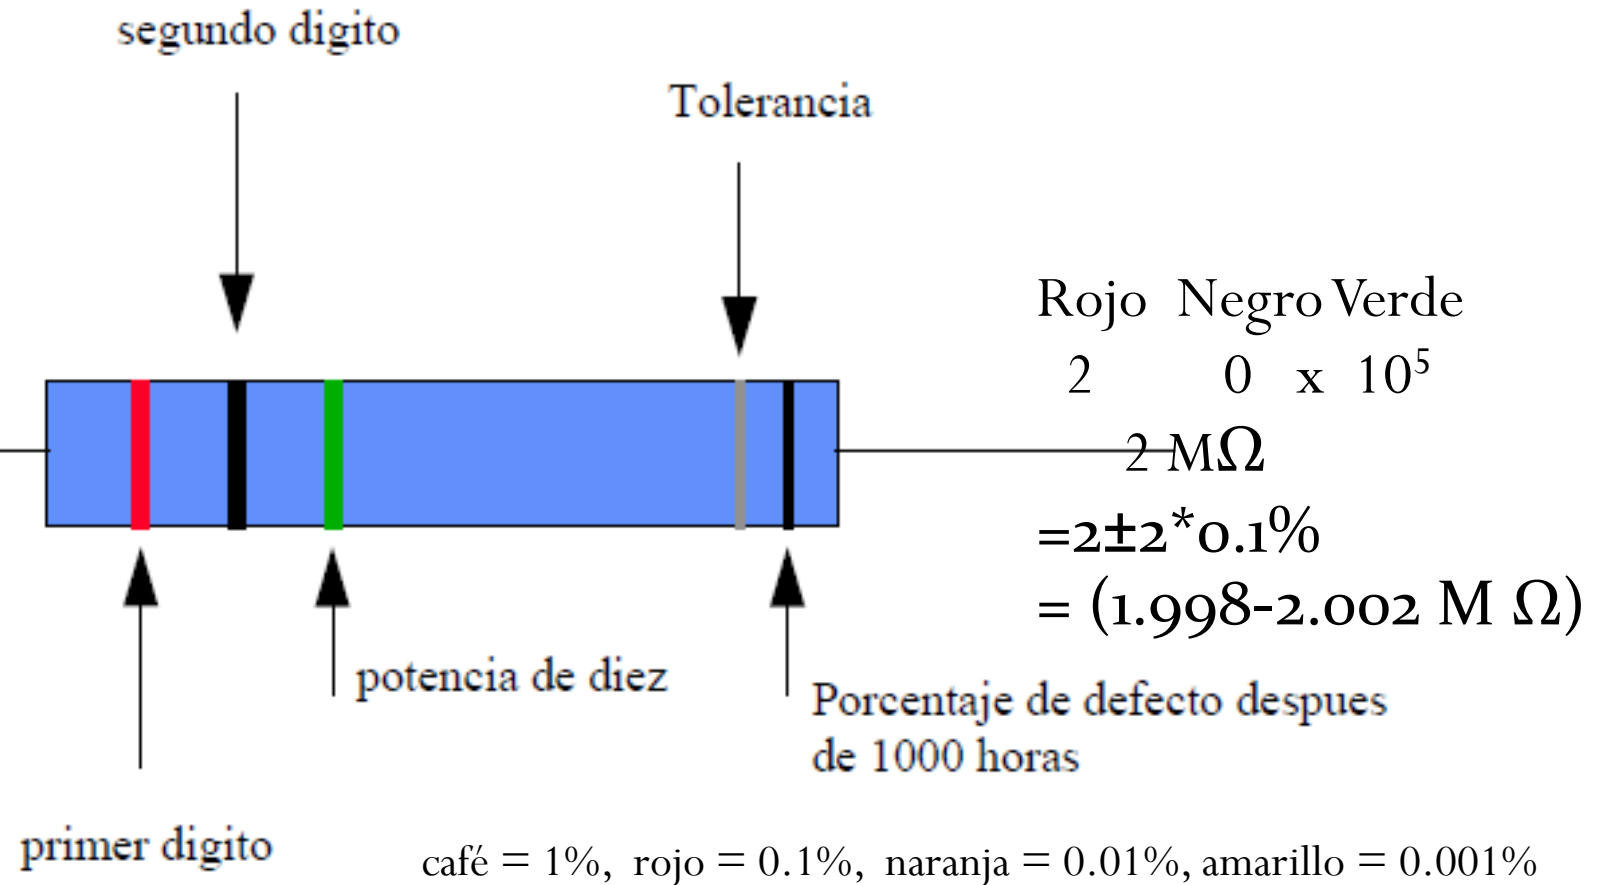 segundo digito
Tolerancia
Rojo Negro Verde
2 0 x 10⁵
2 MΩ
=2±2*0.1%
= (1.998-2.002 M Ω)
potencia de diez
Porcentaje de defecto despues
de 1000 horas
primer digito
café = 1%, rojo = 0.1%, naranja = 0.01%, amarillo = 0.001%